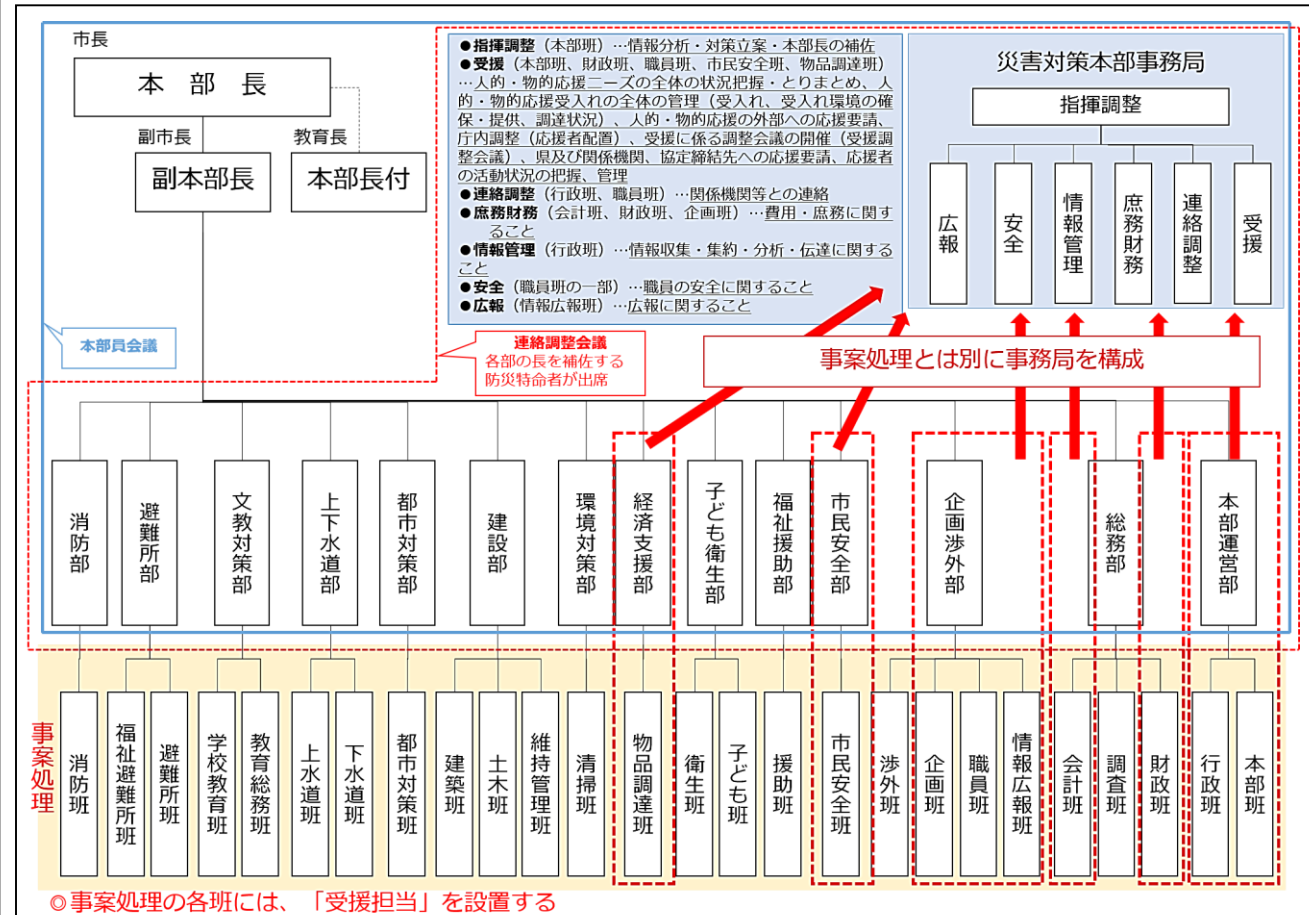 市長
本部長
副市長
教育長
副本部長
本部長付
●指揮調整（本部班）…情報分析・対策立案・本部長の補佐
●受援（本部班、財政班、職員班、市民安全班、物品調達班）
…人的・物的応援ニーズの全体の状況把握・とりまとめ、人
的・物的応援受入れの全体の管理（受入れ、受入れ環境の確
保・提供、調達状況）、人的・物的応援の外部への応援要請、
庁内調整（応援者配置）、受援に係る調整会議の開催（受援調
整会議）、県及び関係機関、協定締結先への応援要請、応援者
の活動状況の把握、管理
●連絡調整（行政班、職員班）…関係機関等との連絡
●庶務財務（会計班、財政班、企画班）…費用・庶務に関す
ること
●情報管理（行政班）…情報収集・集約・分析・伝達に関する
こと
●安全（職員班の一部）…職員の安全に関すること
●広報（情報広報班）…広報に関すること
災害対策本部事務局
指揮調整
広報
安全
情報管理
庶務財務
連絡調整
受援
本部員会議
連絡調整会議
各部の長を補佐する
防災特命者が出席
事案処理とは別に事務局を構成
消防部
避難所部
文教対策部
上下水道部
都市対策部
建設部
環境対策部
経済支援部
子ども衛生部
福祉援助部
市民安全部
企画渉外部
総務部
本部運営部
事案処理
消防班
福祉避難所班
避難所班
学校教育班
教育総務班
上水道班
下水道班
都市対策班
建築班
土木班
維持管理班
清掃班
物品調達班
衛生班
子ども班
援助班
市民安全班
渉外班
企画班
職員班
情報広報班
会計班
調査班
財政班
行政班
本部班
◎事案処理の各班には、「受援担当」を設置する